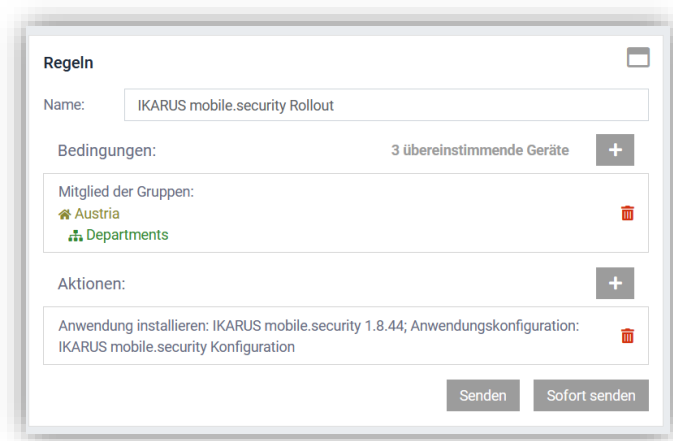 Regeln
Name: IKARUS mobile.security Rollout
Bedingungen: 3 übereinstimmende Geräte +
Mitglied der Gruppen:
Austria
Departments
Aktionen: +
Anwendung installieren: IKARUS mobile.security 1.8.44; Anwendungskonfiguration:
IKARUS mobile.security Konfiguration
Senden Sofort senden